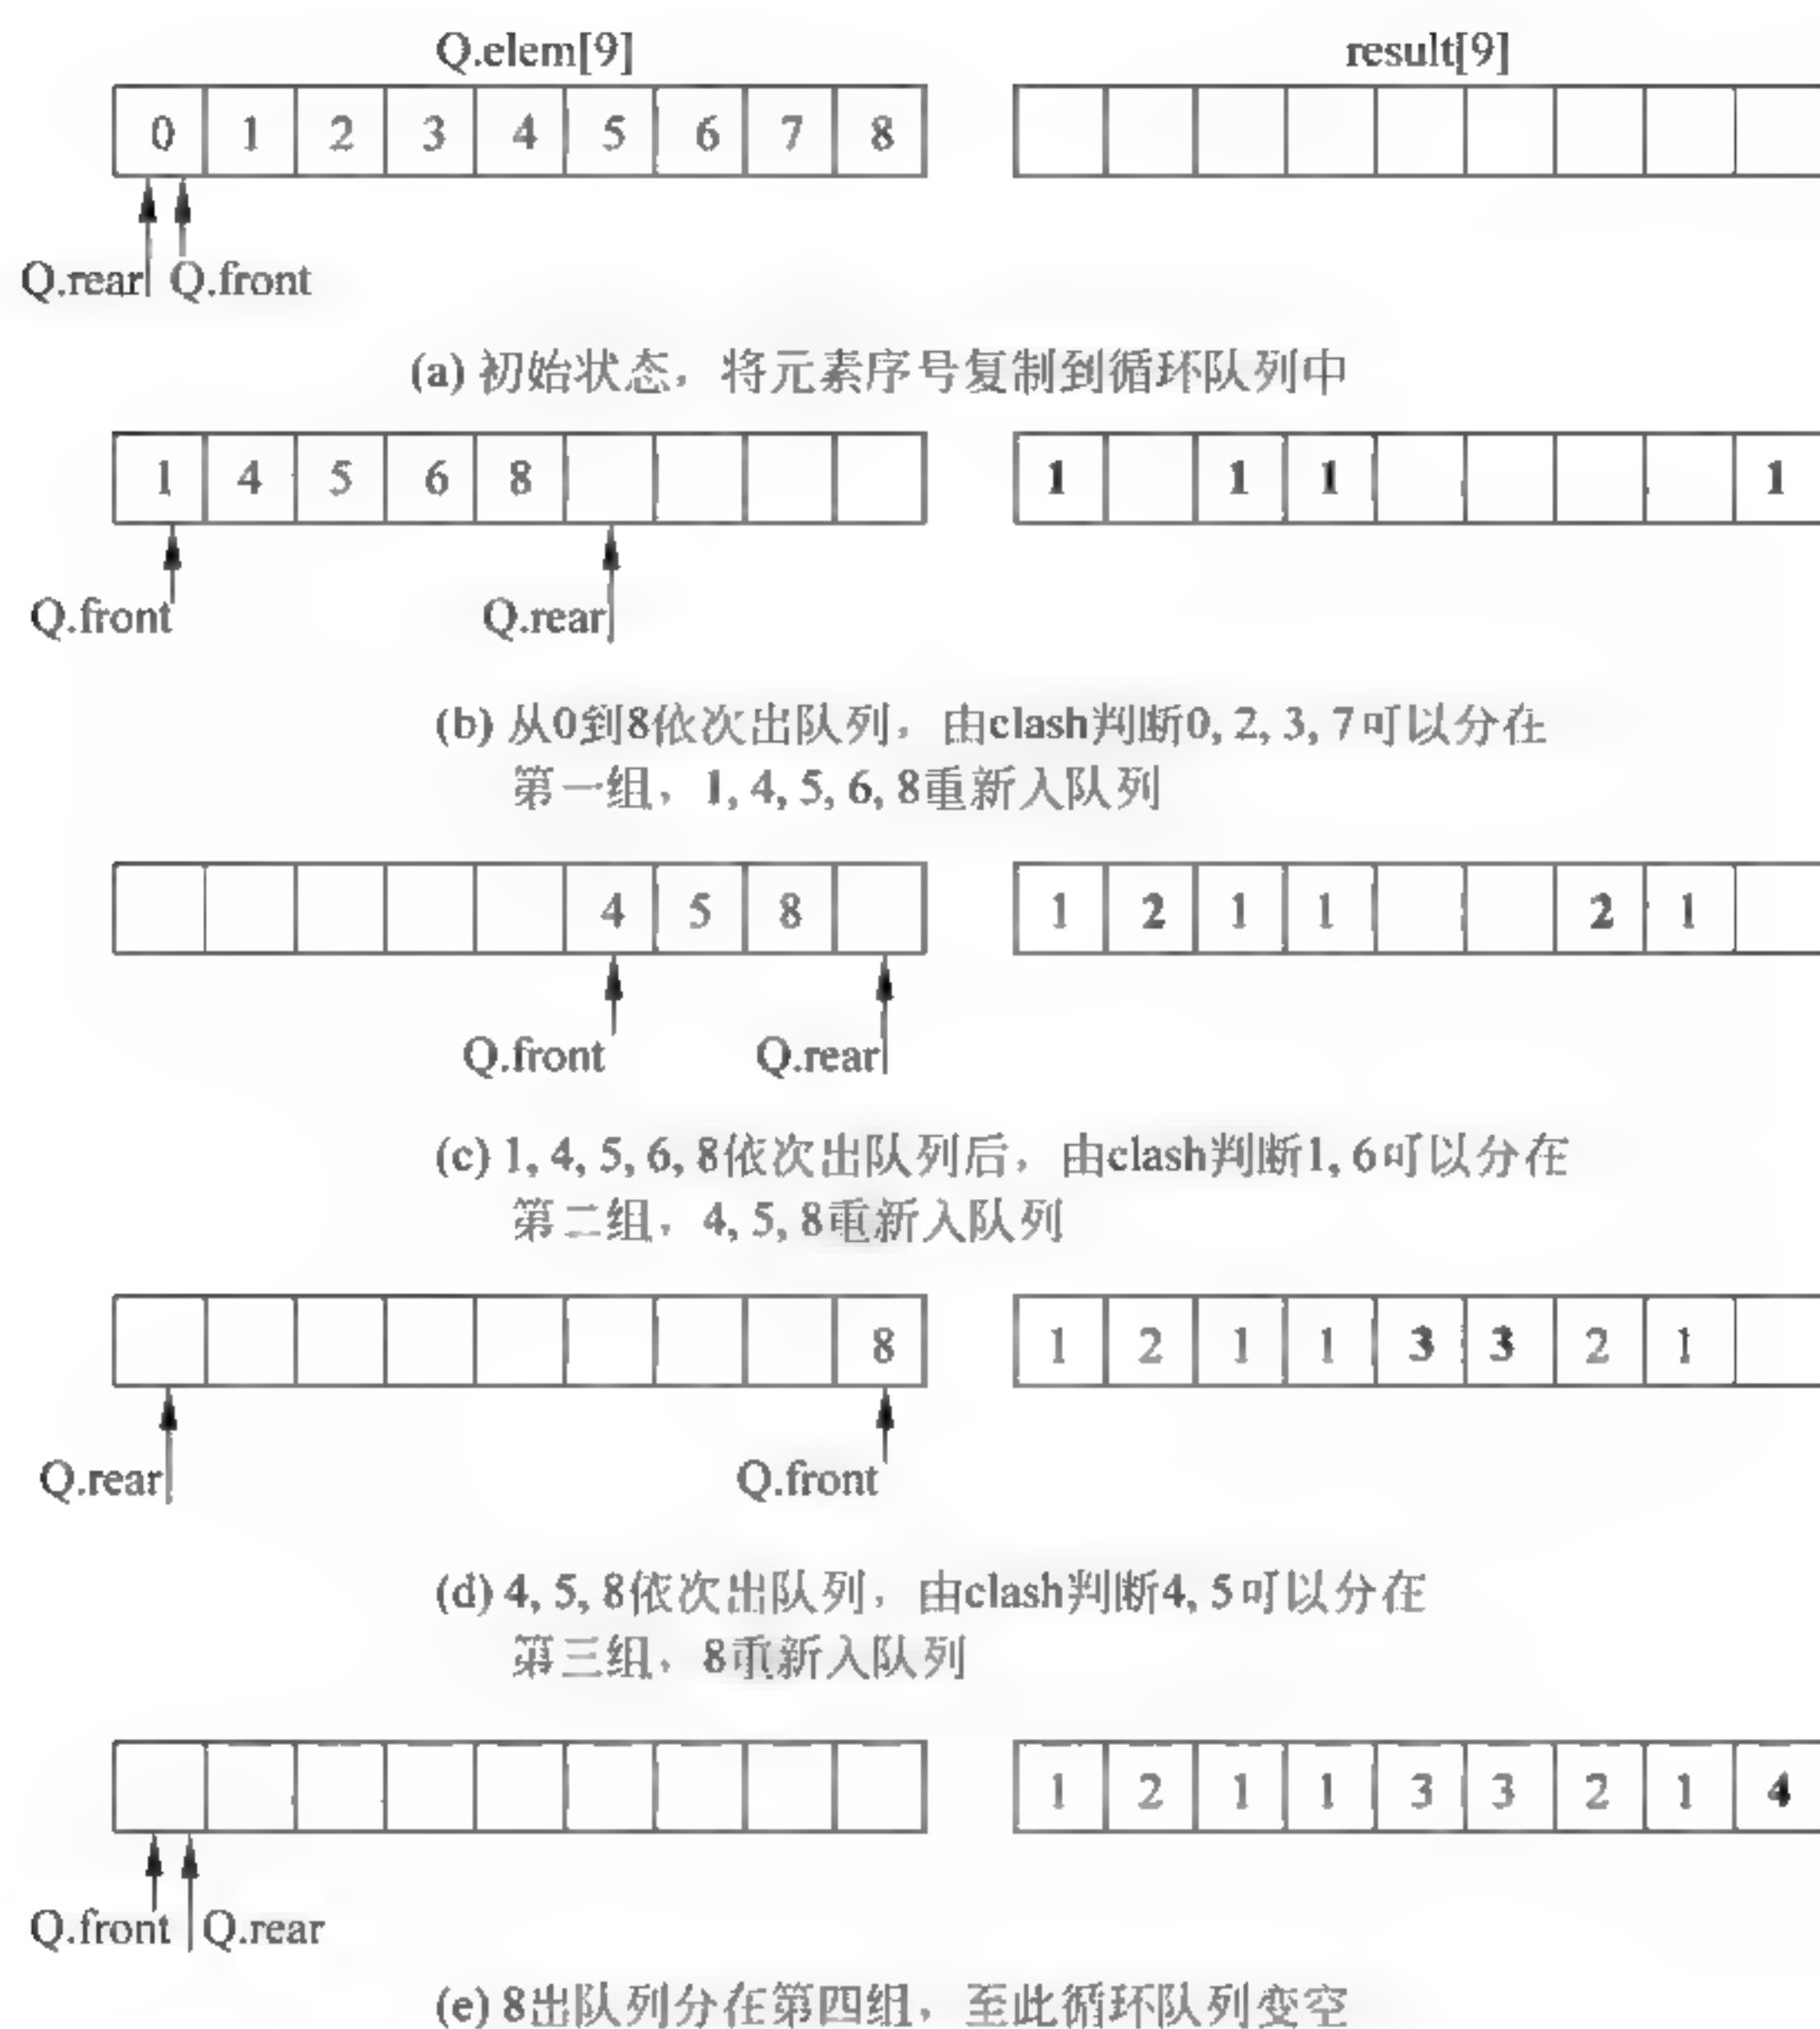 Q.elem[9] result[9]
0 1 2 3 4 5 6 7 8
Q.rear Q.front
(a) 初始状态，将元素序号复制到循环队列中
1 4 5 6 8 1 1 1 1
Q.front Q.rear
(b) 从0到8依次出队列，由clash判断0, 2, 3, 7可以分在
第一组，1, 4, 5, 6, 8重新入队列
4 5 8 1 2 1 1 2 1
Q.front Q.rear
(c) 1, 4, 5, 6, 8依次出队列后，由clash判断1, 6可以分在
第二组，4, 5, 8重新入队列
8 1 2 1 1 3 3 2 1
Q.rear Q.front
(d) 4, 5, 8依次出队列，由clash判断4, 5可以分在
第三组，8重新入队列
1 2 1 1 3 3 2 1 4
Q.front Q.rear
(e) 8出队列分在第四组，至此循环队列变空